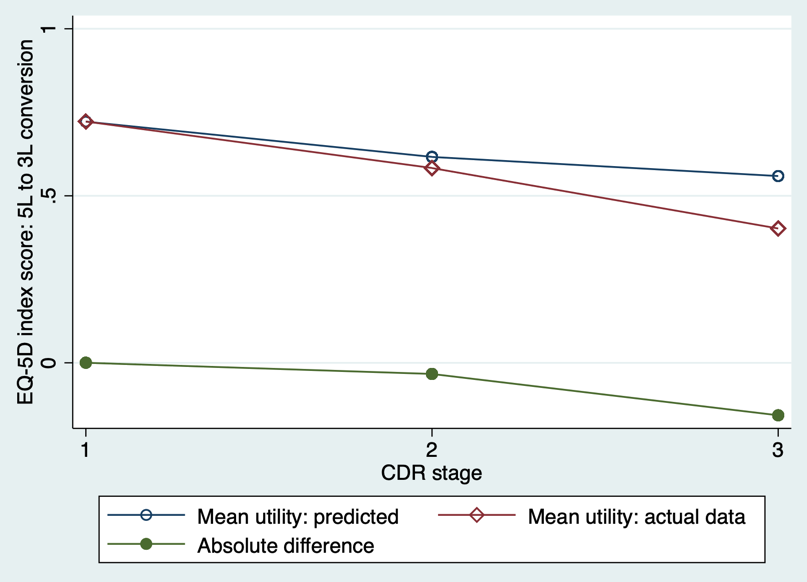 EQ-5D index score: 5L to 3L conversion
1
.5
0
1 2 3
CDR stage
Mean utility: predicted Mean utility: actual data
Absolute difference